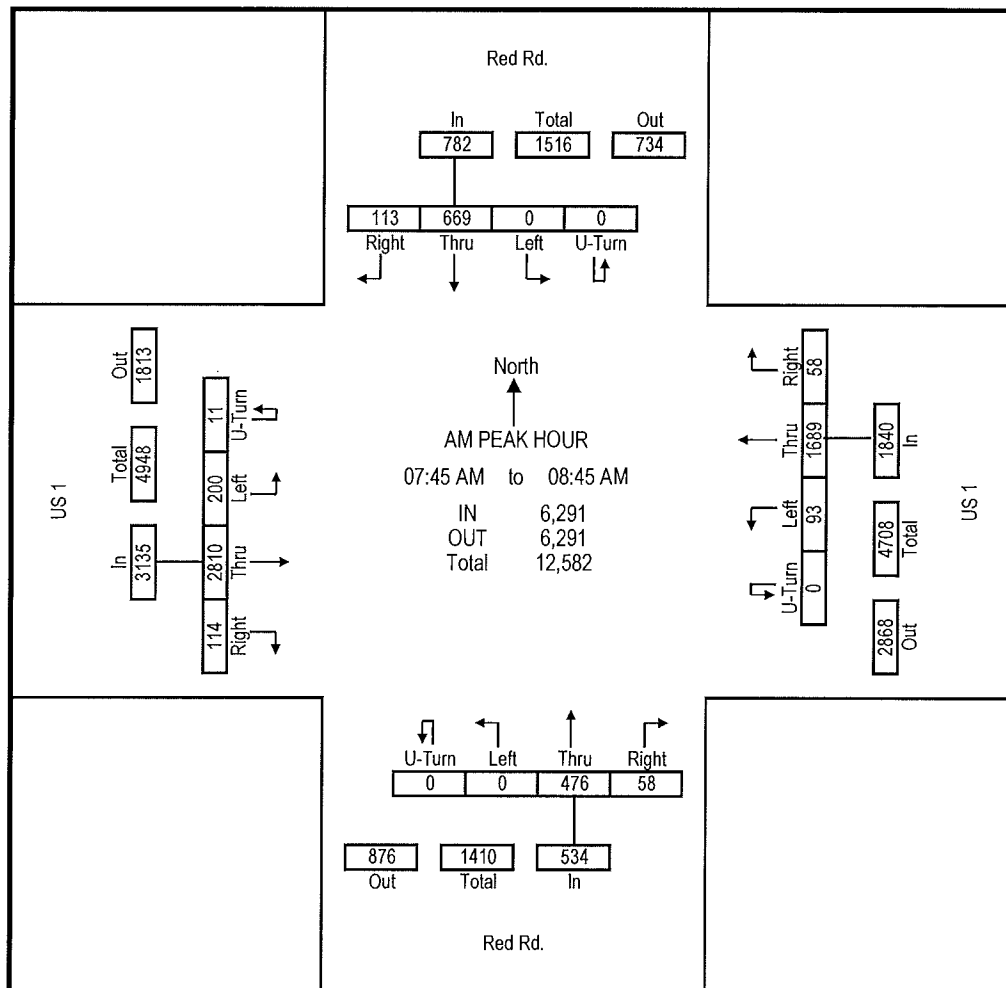 Red Rd.
In Total Out
782 1516 734
113 669 0 0
Right Thru Left U-Turn
US 1
Out
1813
Total
4948
In
3135
11
U-Turn
200
Left
2810
Thru
114
Right
North
AM PEAK HOUR
07:45 AM to 08:45 AM
IN 6,291
OUT 6,291
Total 12,582
Right
58
Thru
1689
Left
93
U-Turn
0
1840
In
4708
Total
2868
Out
US 1
U-Turn Left Thru Right
0 0 476 58
876 1410 534
Out Total In
Red Rd.